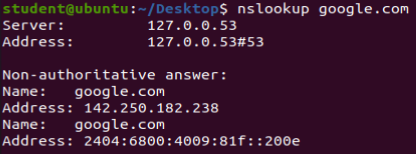 student@ubuntu:~/Desktop$ nslookup google.com
Server:         127.0.0.53
Address:        127.0.0.53#53

Non-authoritative answer:
Name:   google.com
Address: 142.250.182.238
Name:   google.com
Address: 2404:6800:4009:81f::200e